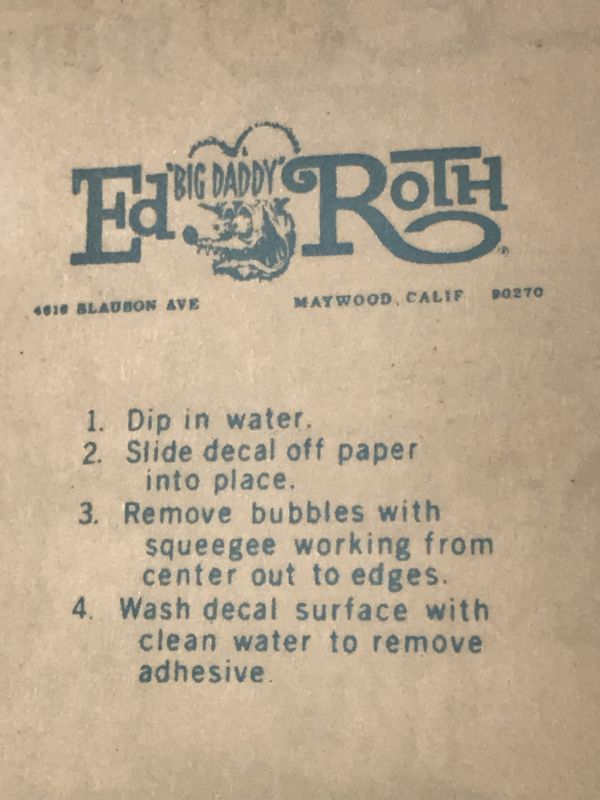 Ed "BIG DADDY" ROTH ®
4616 SLAUSON AVE MAYWOOD, CALIF 90270
1. Dip in water.
2. Slide decal off paper
into place.
3. Remove bubbles with
squeegee working from
center out to edges.
4. Wash decal surface with
clean water to remove
adhesive.